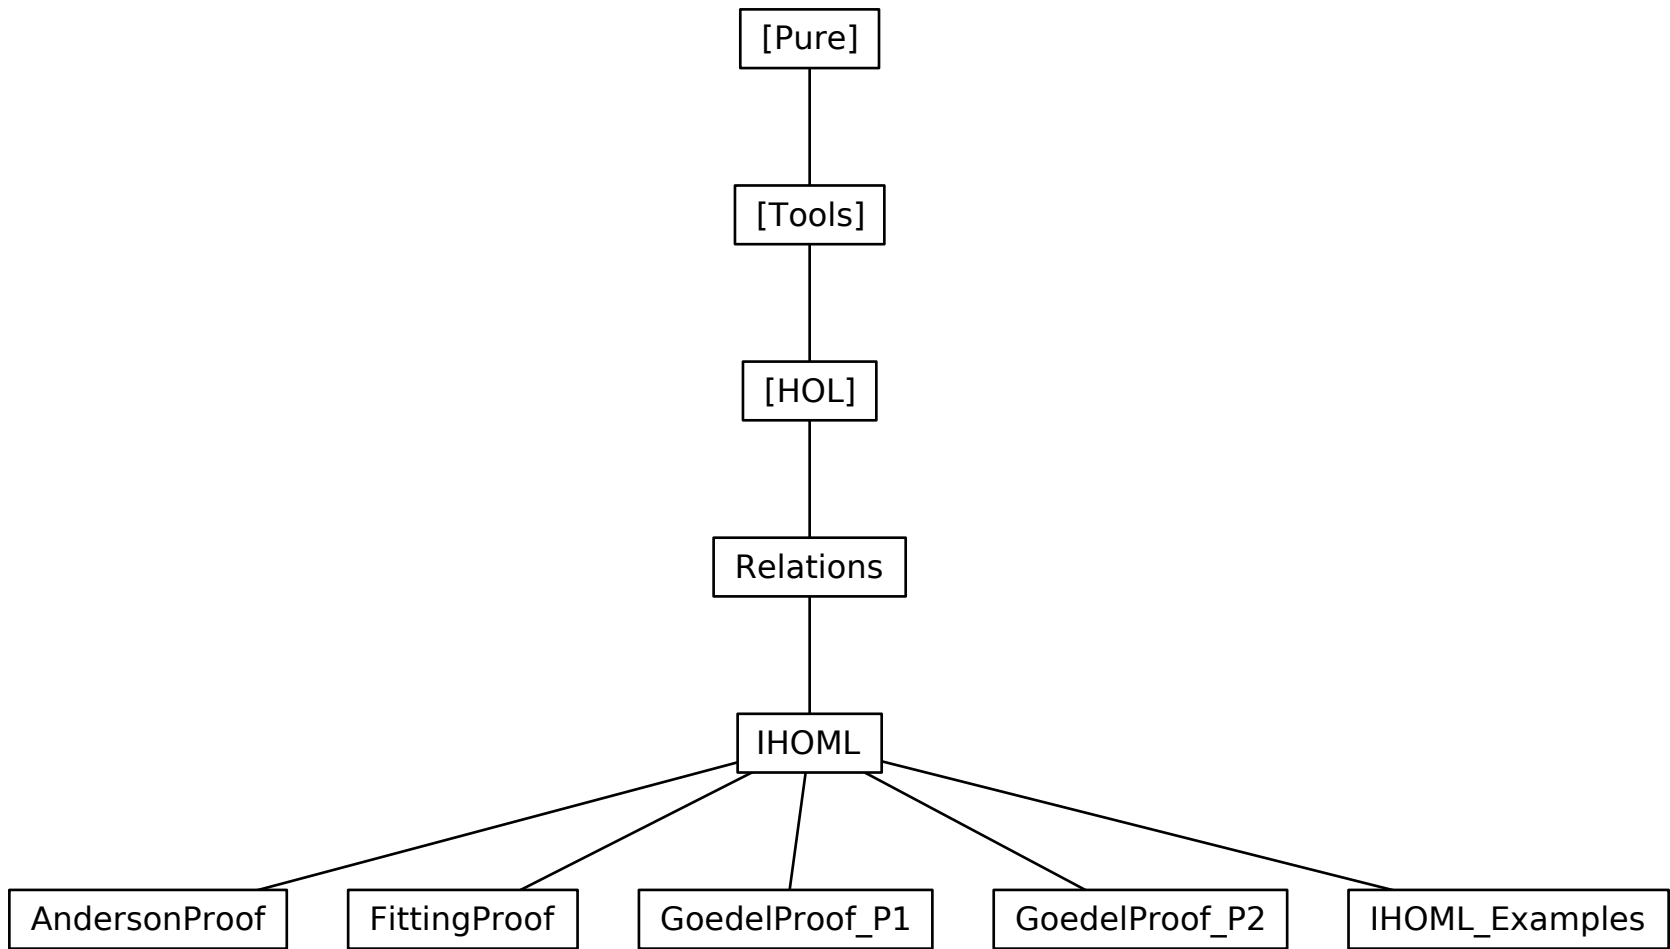 [Pure]
[Tools]
[HOL]
Relations
IHOML
AndersonProof
FittingProof
GoedelProof_P1
GoedelProof_P2
IHOML_Examples